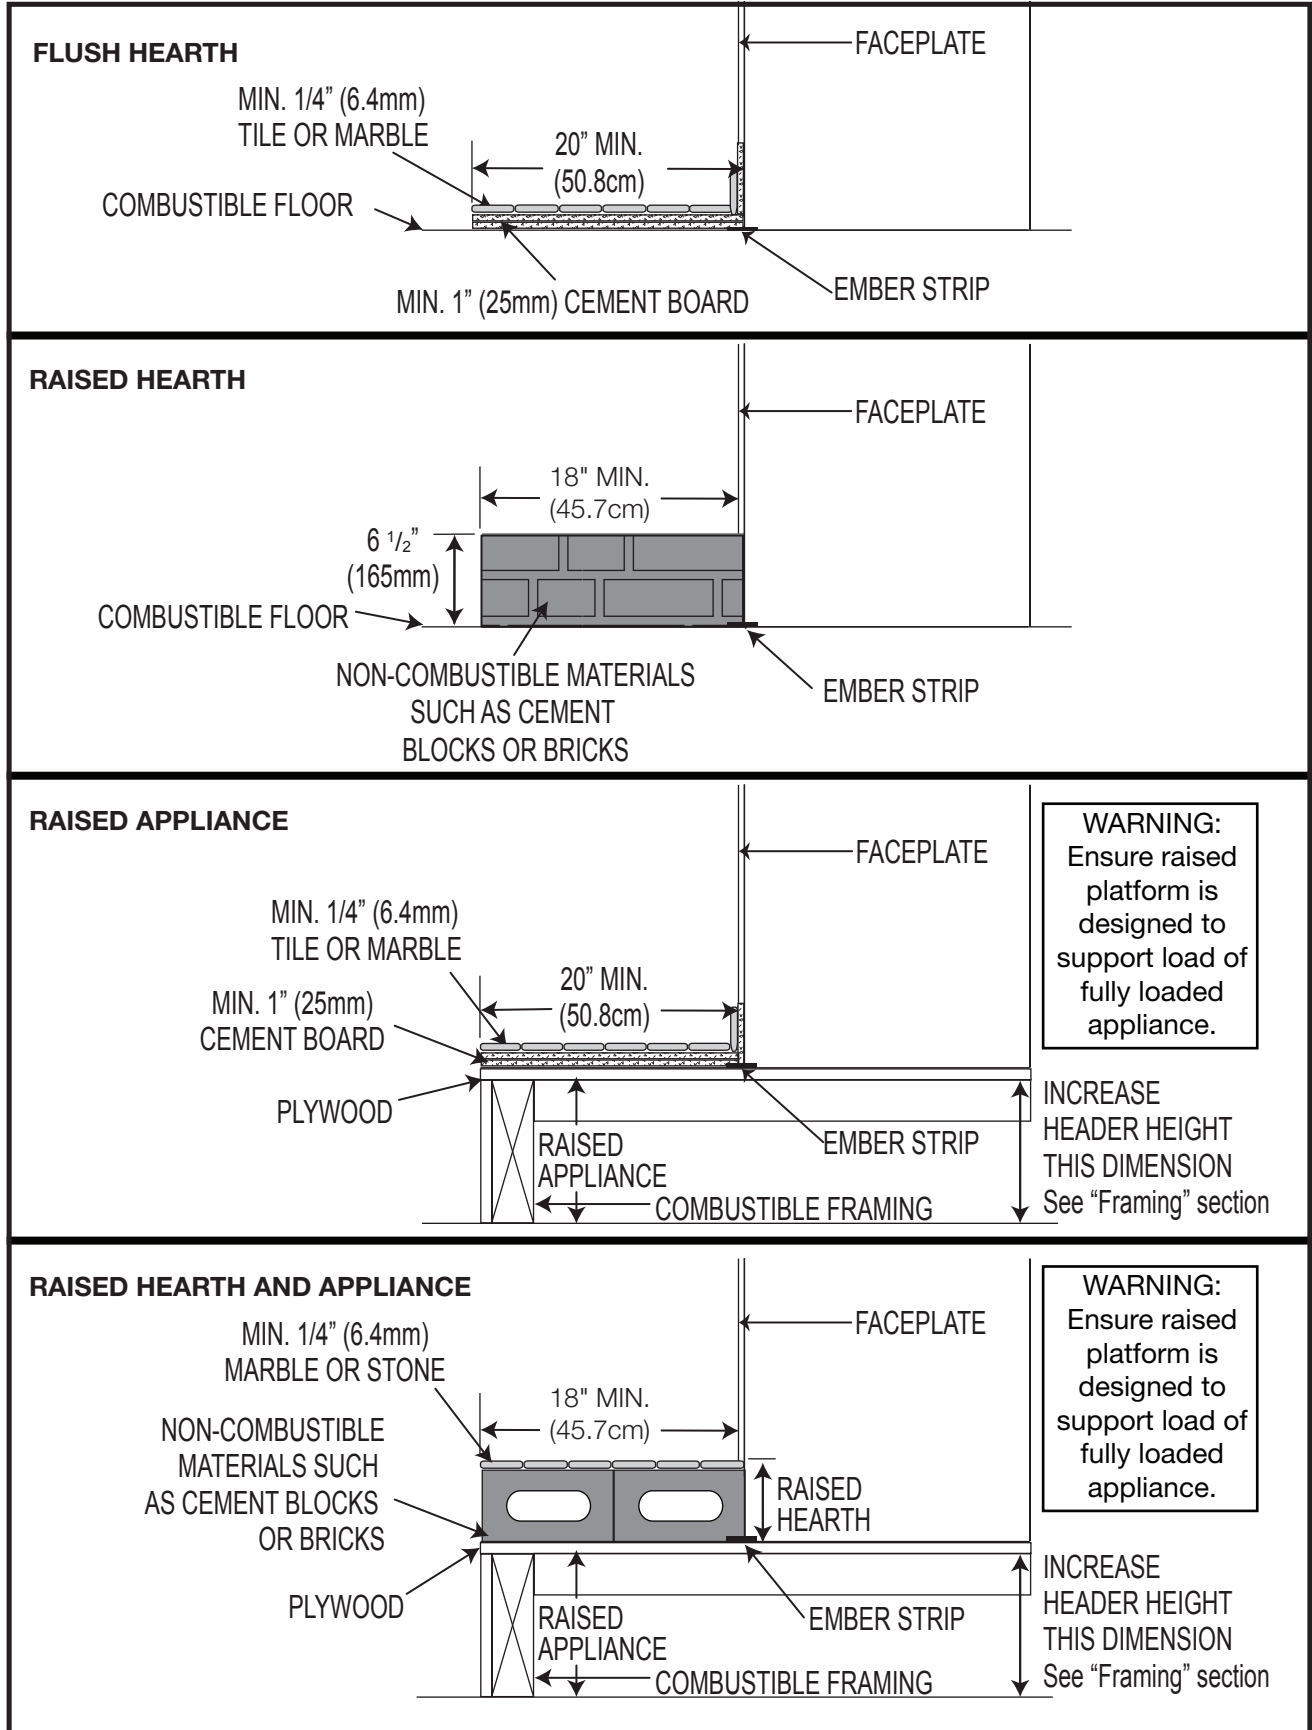 FLUSH HEARTH
FACEPLATE
MIN. 1/4” (6.4mm)
TILE OR MARBLE
20” MIN.
(50.8cm)
COMBUSTIBLE FLOOR
EMBER STRIP
MIN. 1” (25mm) CEMENT BOARD
RAISED HEARTH
FACEPLATE
18" MIN.
(45.7cm)
6 1/2”
(165mm)
COMBUSTIBLE FLOOR
NON-COMBUSTIBLE MATERIALS
SUCH AS CEMENT
BLOCKS OR BRICKS
EMBER STRIP
RAISED APPLIANCE
FACEPLATE
WARNING:
Ensure raised
platform is
designed to
support load of
fully loaded
appliance.
MIN. 1/4” (6.4mm)
TILE OR MARBLE
20” MIN.
(50.8cm)
MIN. 1” (25mm)
CEMENT BOARD
PLYWOOD
RAISED
APPLIANCE
EMBER STRIP
COMBUSTIBLE FRAMING
INCREASE
HEADER HEIGHT
THIS DIMENSION
See “Framing” section
RAISED HEARTH AND APPLIANCE
FACEPLATE
WARNING:
Ensure raised
platform is
designed to
support load of
fully loaded
appliance.
MIN. 1/4” (6.4mm)
MARBLE OR STONE
18" MIN.
(45.7cm)
NON-COMBUSTIBLE
MATERIALS SUCH
AS CEMENT BLOCKS
OR BRICKS
RAISED
HEARTH
PLYWOOD
RAISED
APPLIANCE
EMBER STRIP
COMBUSTIBLE FRAMING
INCREASE
HEADER HEIGHT
THIS DIMENSION
See “Framing” section